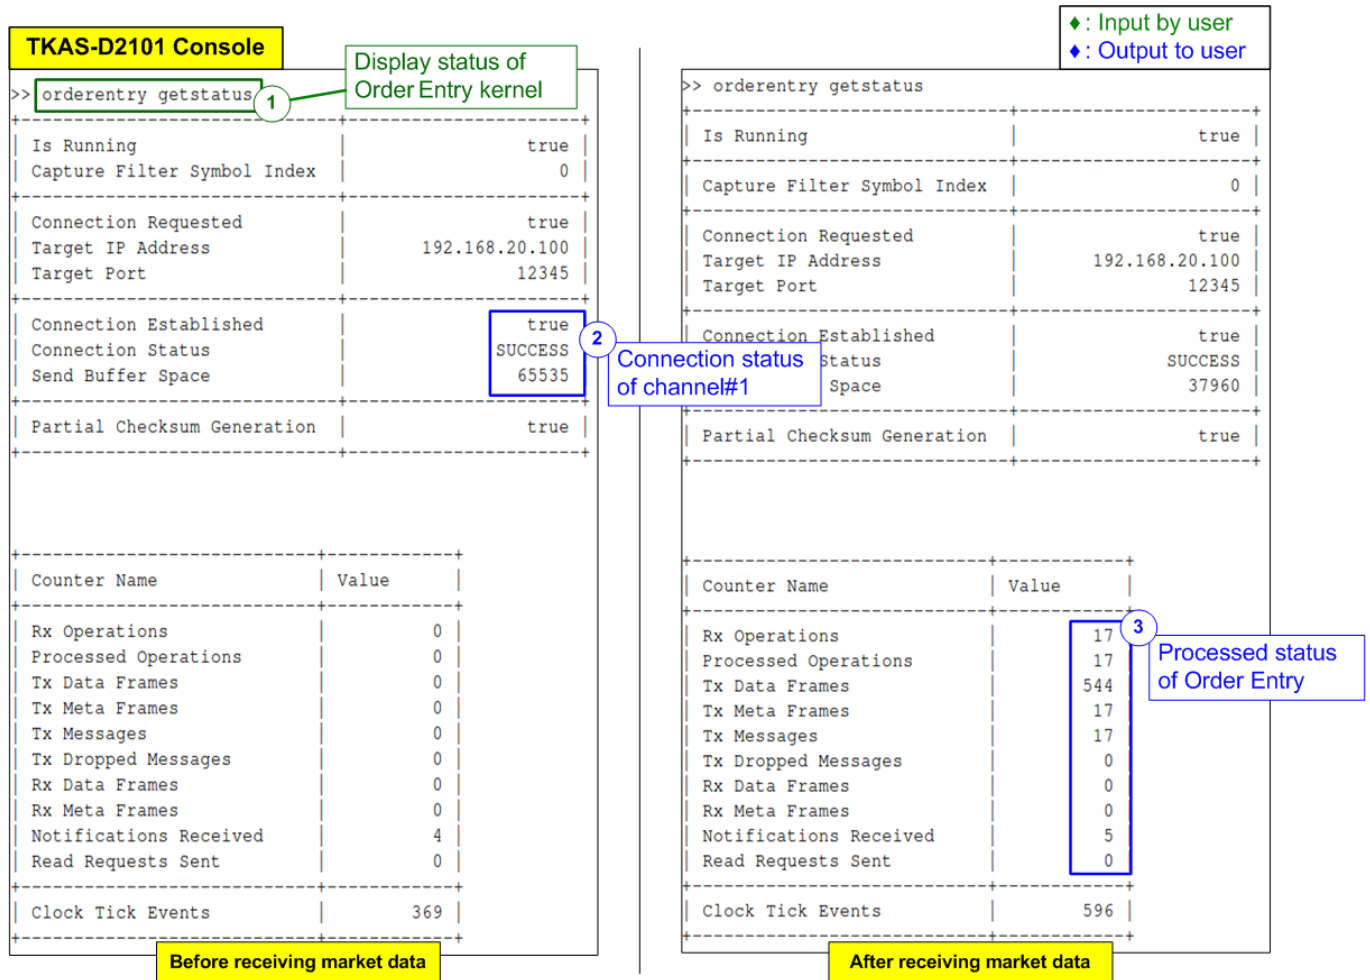 ♦ : Input by user
♦ : Output to user
TKAS-D2101 Console
Display status of
Order Entry kernel
>> orderentry getstatus
1
Is Running true
Capture Filter Symbol Index 0
Connection Requested true
Target IP Address 192.168.20.100
Target Port 12345
Connection Established true
Connection Status SUCCESS
Send Buffer Space 65535
2
Connection status
of channel#1
Partial Checksum Generation true
Counter Name Value
Rx Operations 0
Processed Operations 0
Tx Data Frames 0
Tx Meta Frames 0
Tx Messages 0
Tx Dropped Messages 0
Rx Data Frames 0
Rx Meta Frames 0
Notifications Received 4
Read Requests Sent 0
Clock Tick Events 369
Before receiving market data
>> orderentry getstatus
Is Running true
Capture Filter Symbol Index 0
Connection Requested true
Target IP Address 192.168.20.100
Target Port 12345
Connection Established true
Status SUCCESS
Space 37960
Partial Checksum Generation true
Counter Name Value
Rx Operations 17
Processed Operations 17
Tx Data Frames 544
Tx Meta Frames 17
Tx Messages 17
Tx Dropped Messages 0
Rx Data Frames 0
Rx Meta Frames 0
Notifications Received 5
Read Requests Sent 0
3
Processed status
of Order Entry
Clock Tick Events 596
After receiving market data